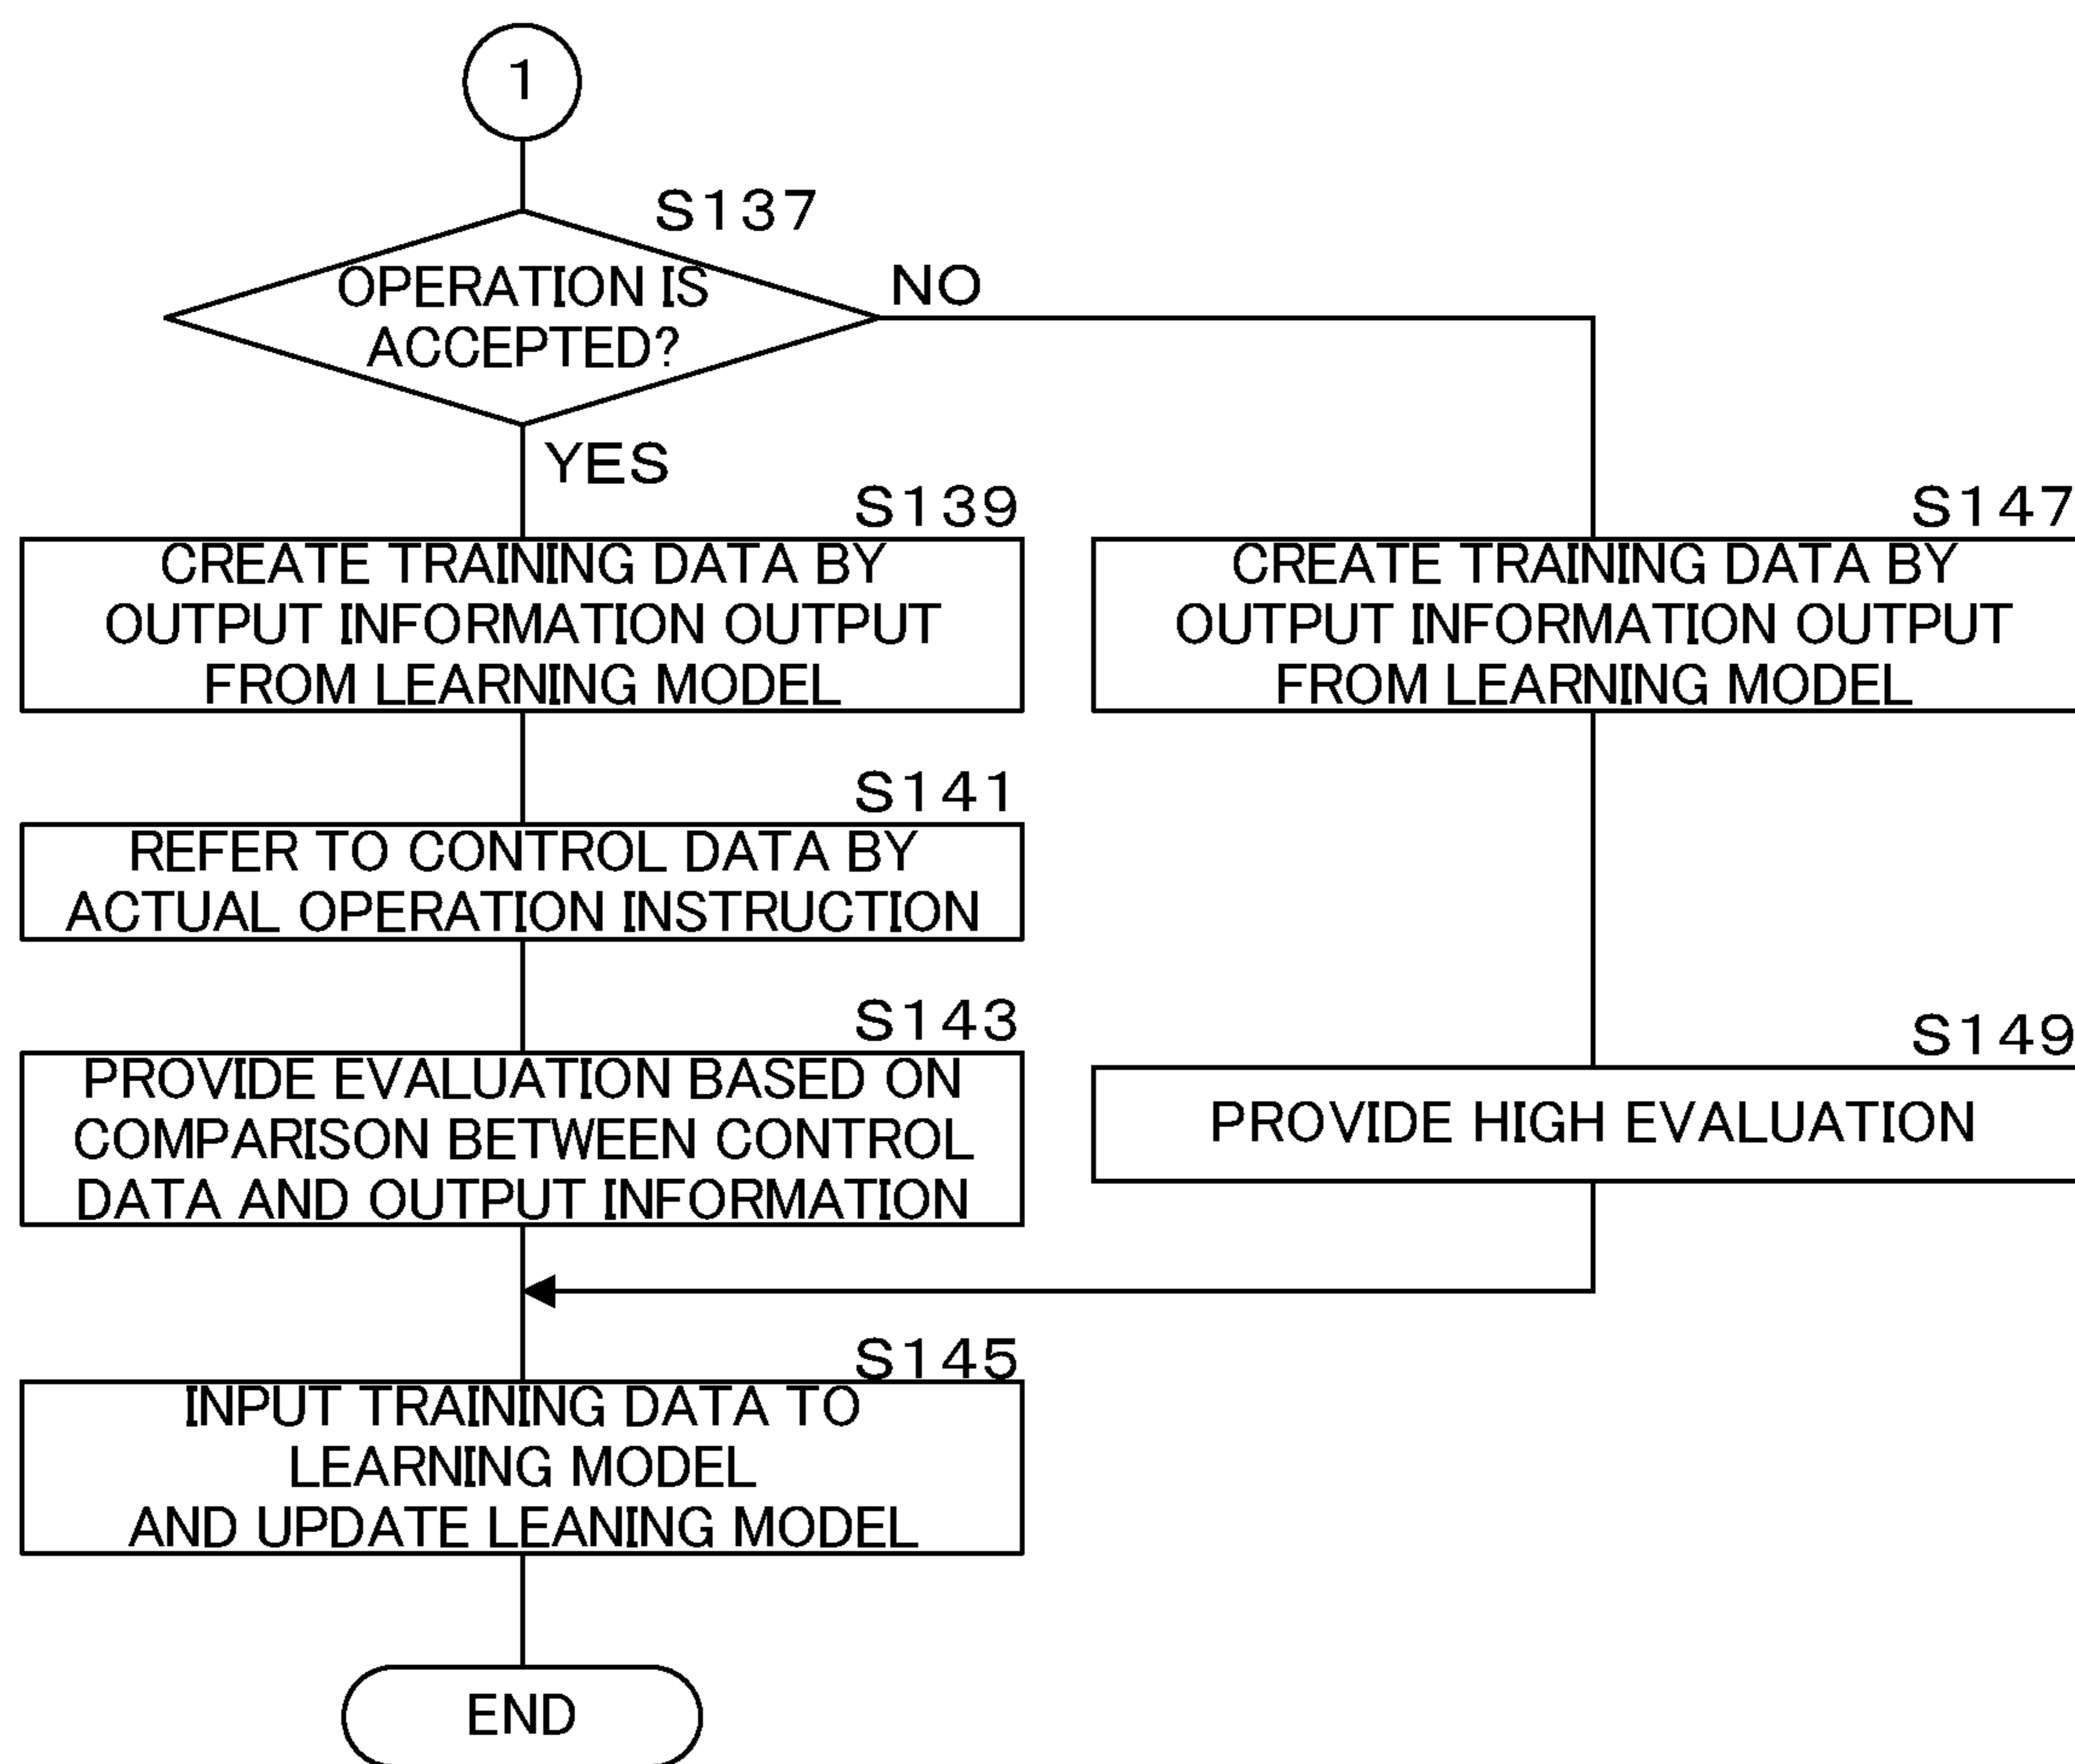 1
S137
OPERATION IS
ACCEPTED?
NO
YES
S139
CREATE TRAINING DATA BY
OUTPUT INFORMATION OUTPUT
FROM LEARNING MODEL
S141
REFER TO CONTROL DATA BY
ACTUAL OPERATION INSTRUCTION
S143
PROVIDE EVALUATION BASED ON
COMPARISON BETWEEN CONTROL
DATA AND OUTPUT INFORMATION
S147
CREATE TRAINING DATA BY
OUTPUT INFORMATION OUTPUT
FROM LEARNING MODEL
S149
PROVIDE HIGH EVALUATION
S145
INPUT TRAINING DATA TO
LEARNING MODEL
AND UPDATE LEANING MODEL
END